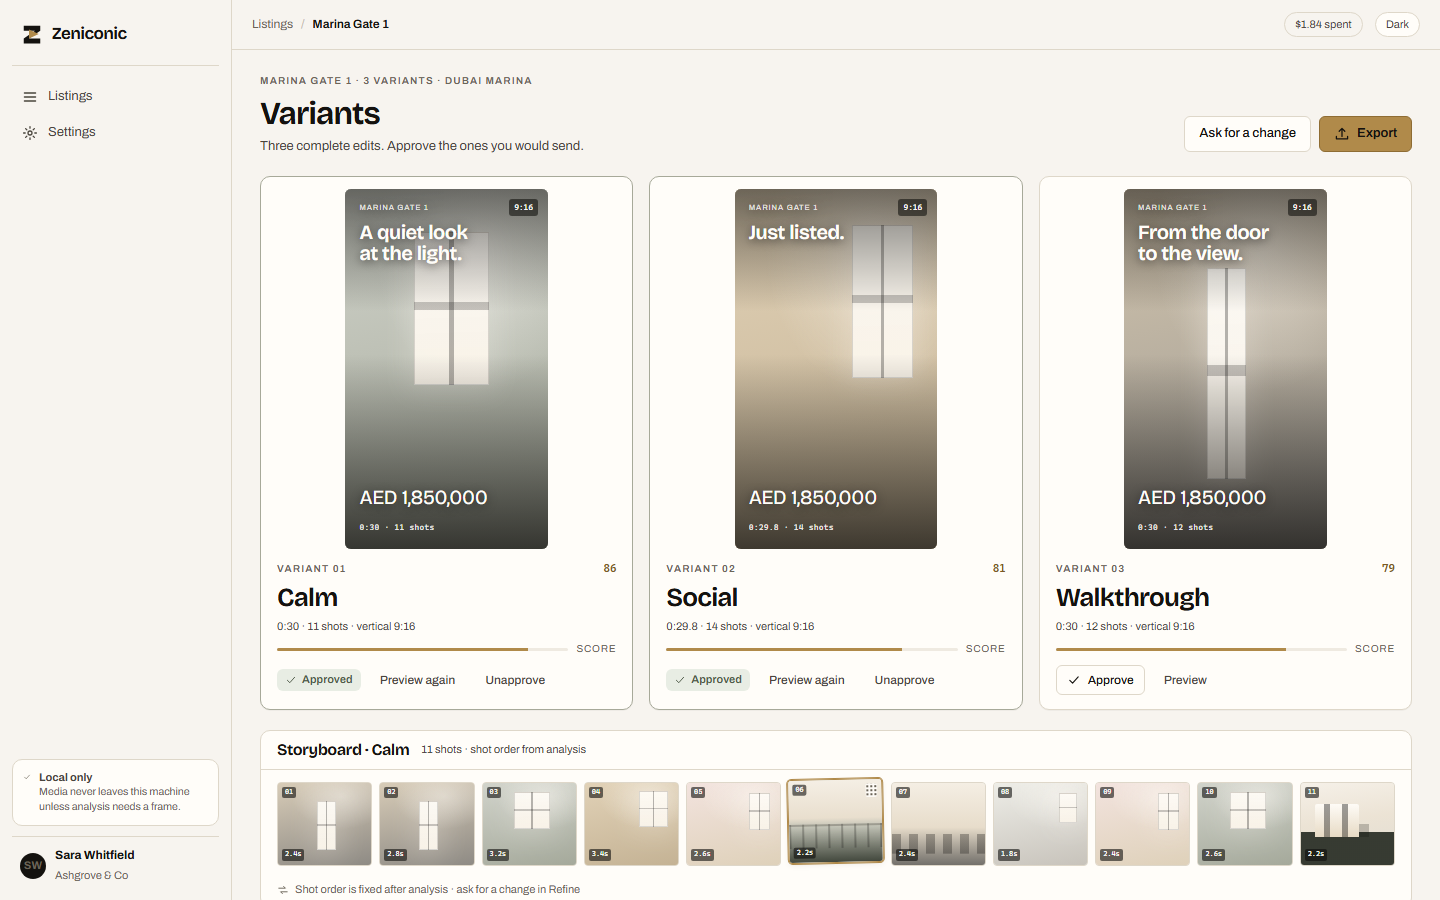 Zeniconic
Listings / Marina Gate 1
$1.84 spent
Dark
Listings
Settings
MARINA GATE 1 · 3 VARIANTS · DUBAI MARINA
Variants
Three complete edits. Approve the ones you would send.
Ask for a change
Export
MARINA GATE 1
9:16
A quiet look
at the light.
AED 1,850,000
0:30 · 11 shots
VARIANT 01
86
Calm
0:30 · 11 shots · vertical 9:16
SCORE
Approved
Preview again
Unapprove
MARINA GATE 1
9:16
Just listed.
AED 1,850,000
0:29.8 · 14 shots
VARIANT 02
81
Social
0:29.8 · 14 shots · vertical 9:16
SCORE
Approved
Preview again
Unapprove
MARINA GATE 1
9:16
From the door
to the view.
AED 1,850,000
0:30 · 12 shots
VARIANT 03
79
Walkthrough
0:30 · 12 shots · vertical 9:16
SCORE
Approve
Preview
Storyboard · Calm
11 shots · shot order from analysis
01
2.4s
02
2.8s
03
3.2s
04
3.4s
05
2.6s
06
2.2s
07
2.4s
08
1.8s
09
2.4s
10
2.6s
11
2.2s
Shot order is fixed after analysis · ask for a change in Refine
Local only
Media never leaves this machine
unless analysis needs a frame.
SW
Sara Whitfield
Ashgrove & Co